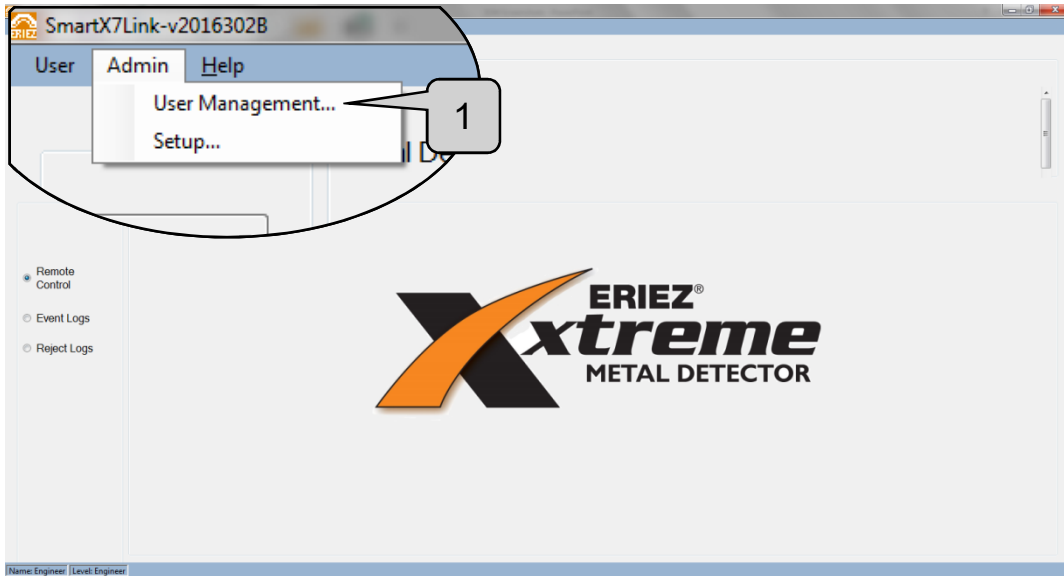 SmartX7Link-v2016302B
ERIEZ
User Admin Help
User Management...
1
Setup...
Remote
Control
Event Logs
Reject Logs
ERIEZ®
xtreme
METAL DETECTOR
Name: Engineer Level: Engineer